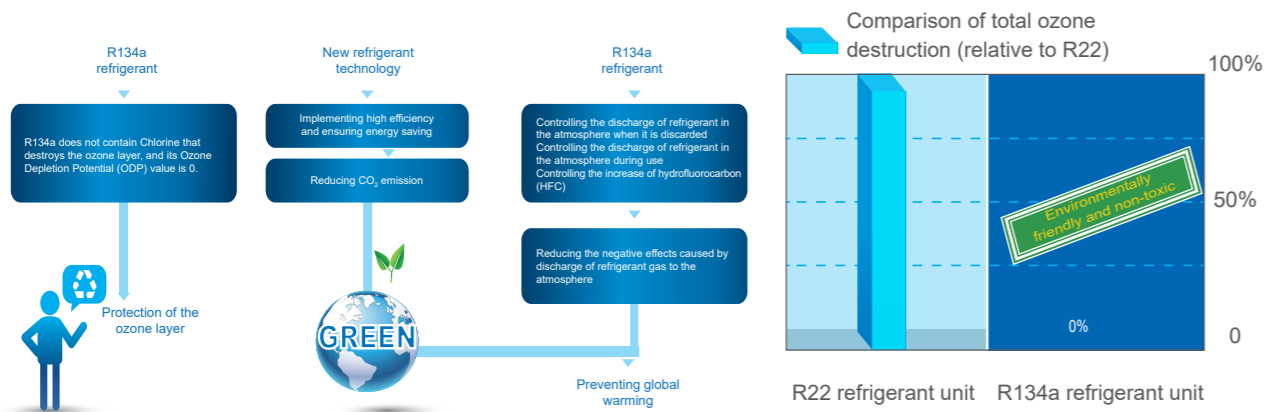 R134a
refrigerant
R134a does not contain Chlorine that
destroys the ozone layer, and its Ozone
Depletion Potential (ODP) value is 0.
Protection of the
ozone layer
New refrigerant
technology
Implementing high efficiency
and ensuring energy saving
Reducing CO₂ emission
GREEN
R134a
refrigerant
Controlling the discharge of refrigerant in
the atmosphere when it is discarded
Controlling the discharge of refrigerant in
the atmosphere during use
Controlling the increase of hydrofluorocarbon
(HFC)
Reducing the negative effects caused by
discharge of refrigerant gas to the
atmosphere
Preventing global
warming
Comparison of total ozone
destruction (relative to R22)
100%
50%
0
Environmentally
friendly and non-toxic
0%
R22 refrigerant unit
R134a refrigerant unit